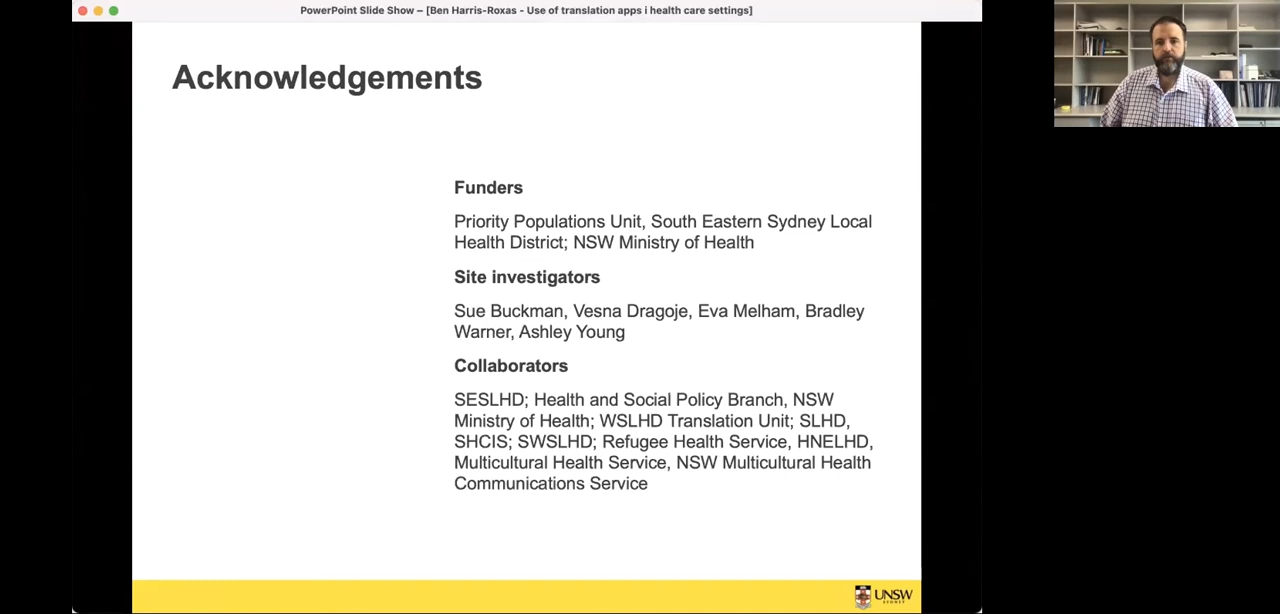 PowerPoint Slide Show – [Ben Harris-Roxas - Use of translation apps i health care settings]
Acknowledgements
Funders
Priority Populations Unit, South Eastern Sydney Local
Health District; NSW Ministry of Health
Site investigators
Sue Buckman, Vesna Dragoje, Eva Melham, Bradley
Warner, Ashley Young
Collaborators
SESLHD; Health and Social Policy Branch, NSW
Ministry of Health; WSLHD Translation Unit; SLHD,
SHCIS; SWSLHD; Refugee Health Service, HNELHD,
Multicultural Health Service, NSW Multicultural Health
Communications Service
UNSW
SYDNEY